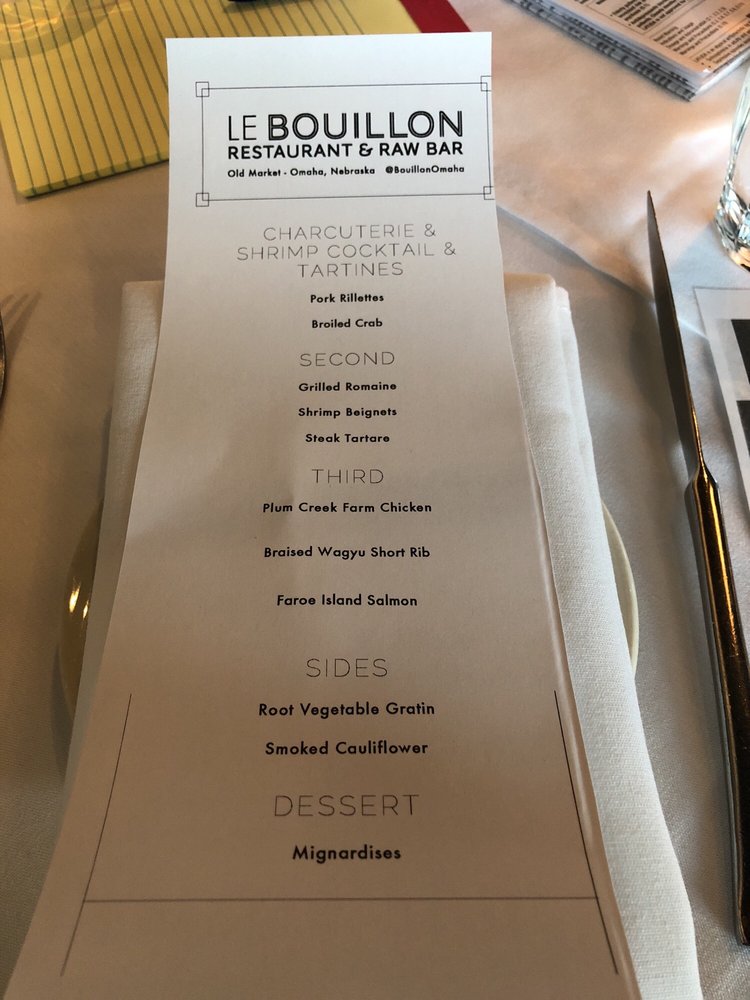 LE BOUILLON
RESTAURANT & RAW BAR
Old Market - Omaha, Nebraska @BouillonOmaha
CHARCUTERIE &
SHRIMP COCKTAIL &
TARTINES
Pork Rillettes
Broiled Crab
SECOND
Grilled Romaine
Shrimp Beignets
Steak Tartare
THIRD
Plum Creek Farm Chicken
Braised Wagyu Short Rib
Faroe Island Salmon
SIDES
Root Vegetable Gratin
Smoked Cauliflower
DESSERT
Mignardises